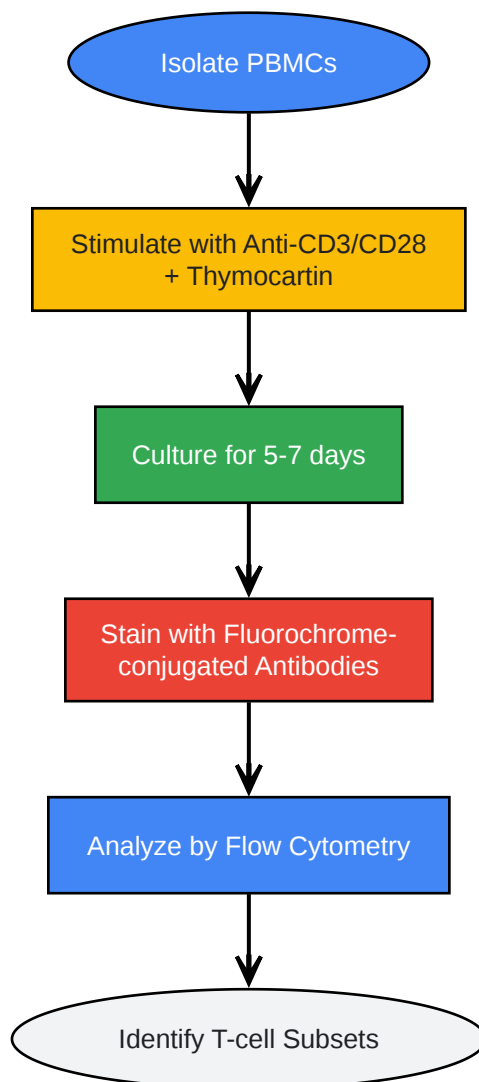 Isolate PBMCs
Stimulate with Anti-CD3/CD28
+ Thymocartin
Culture for 5-7 days
Stain with Fluorochrome-
conjugated Antibodies
Analyze by Flow Cytometry
Identify T-cell Subsets